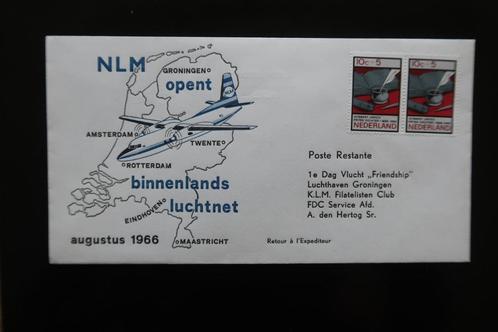 NLM
GRONINGEN
opent
AMSTERDAM
TWENTE
ROTTERDAM
binnenlands
luchtnet
EINDHOVEN
MAASTRICHT
augustus 1966
10c+5
NEDERLAND
10c+5
NEDERLAND
Poste Restante
1e Dag Vlucht „Friendship"
Luchthaven Groningen
K.L.M. Filatelisten Club
FDC Service Afd.
A. den Hertog Sr.
Retour à l'Expediteur